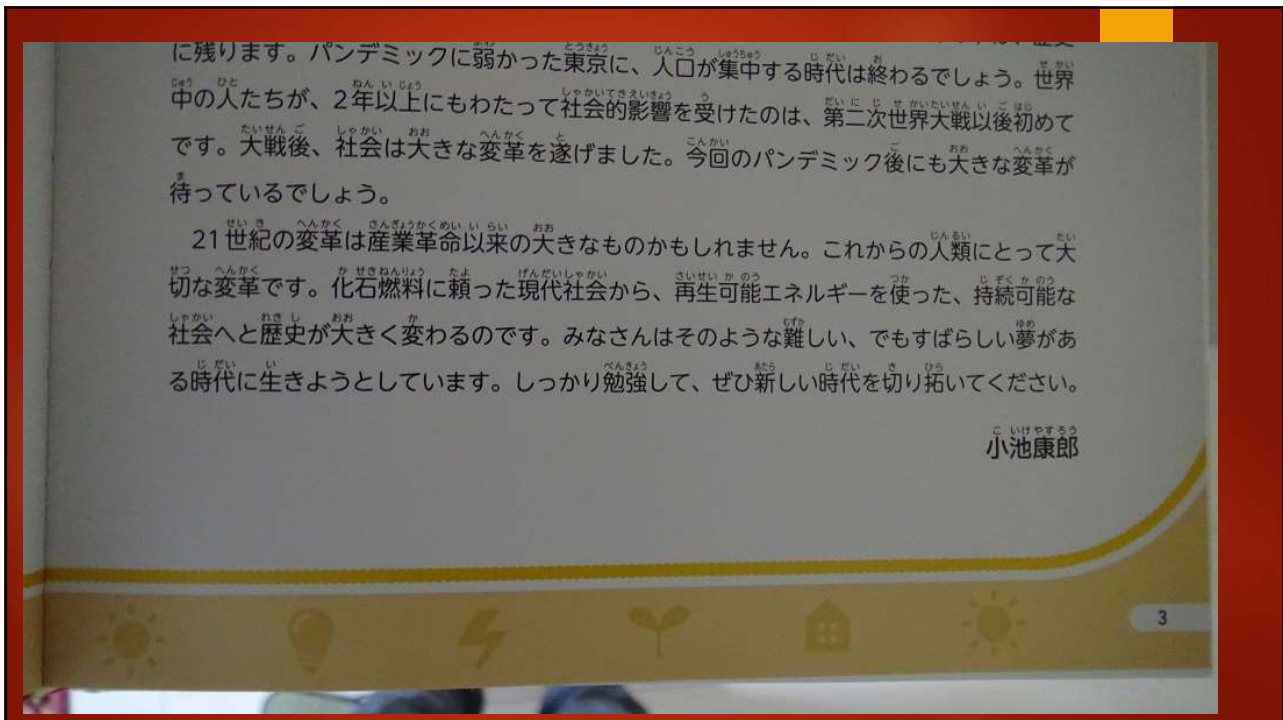 に残ります。パンデミックに弱かった東京に、人口が集中する時代は終わるでしょう。世界
中の人たちが、2年以上にもわたって社会的影響を受けたのは、第二次世界大戦以後初めて
です。大戦後、社会は大きな変革を遂げました。今回のパンデミック後にも大きな変革が
待っているでしょう。
21世紀の変革は産業革命以来の大きなものかもしれません。これからの人類にとって大
切な変革です。化石燃料に頼った現代社会から、再生可能エネルギーを使った、持続可能な
社会へと歴史が大きく変わるのです。みなさんはそのような難しい、でもすばらしい夢があ
る時代に生きようとしています。しっかり勉強して、ぜひ新しい時代を切り拓いてください。
小池康郎
3